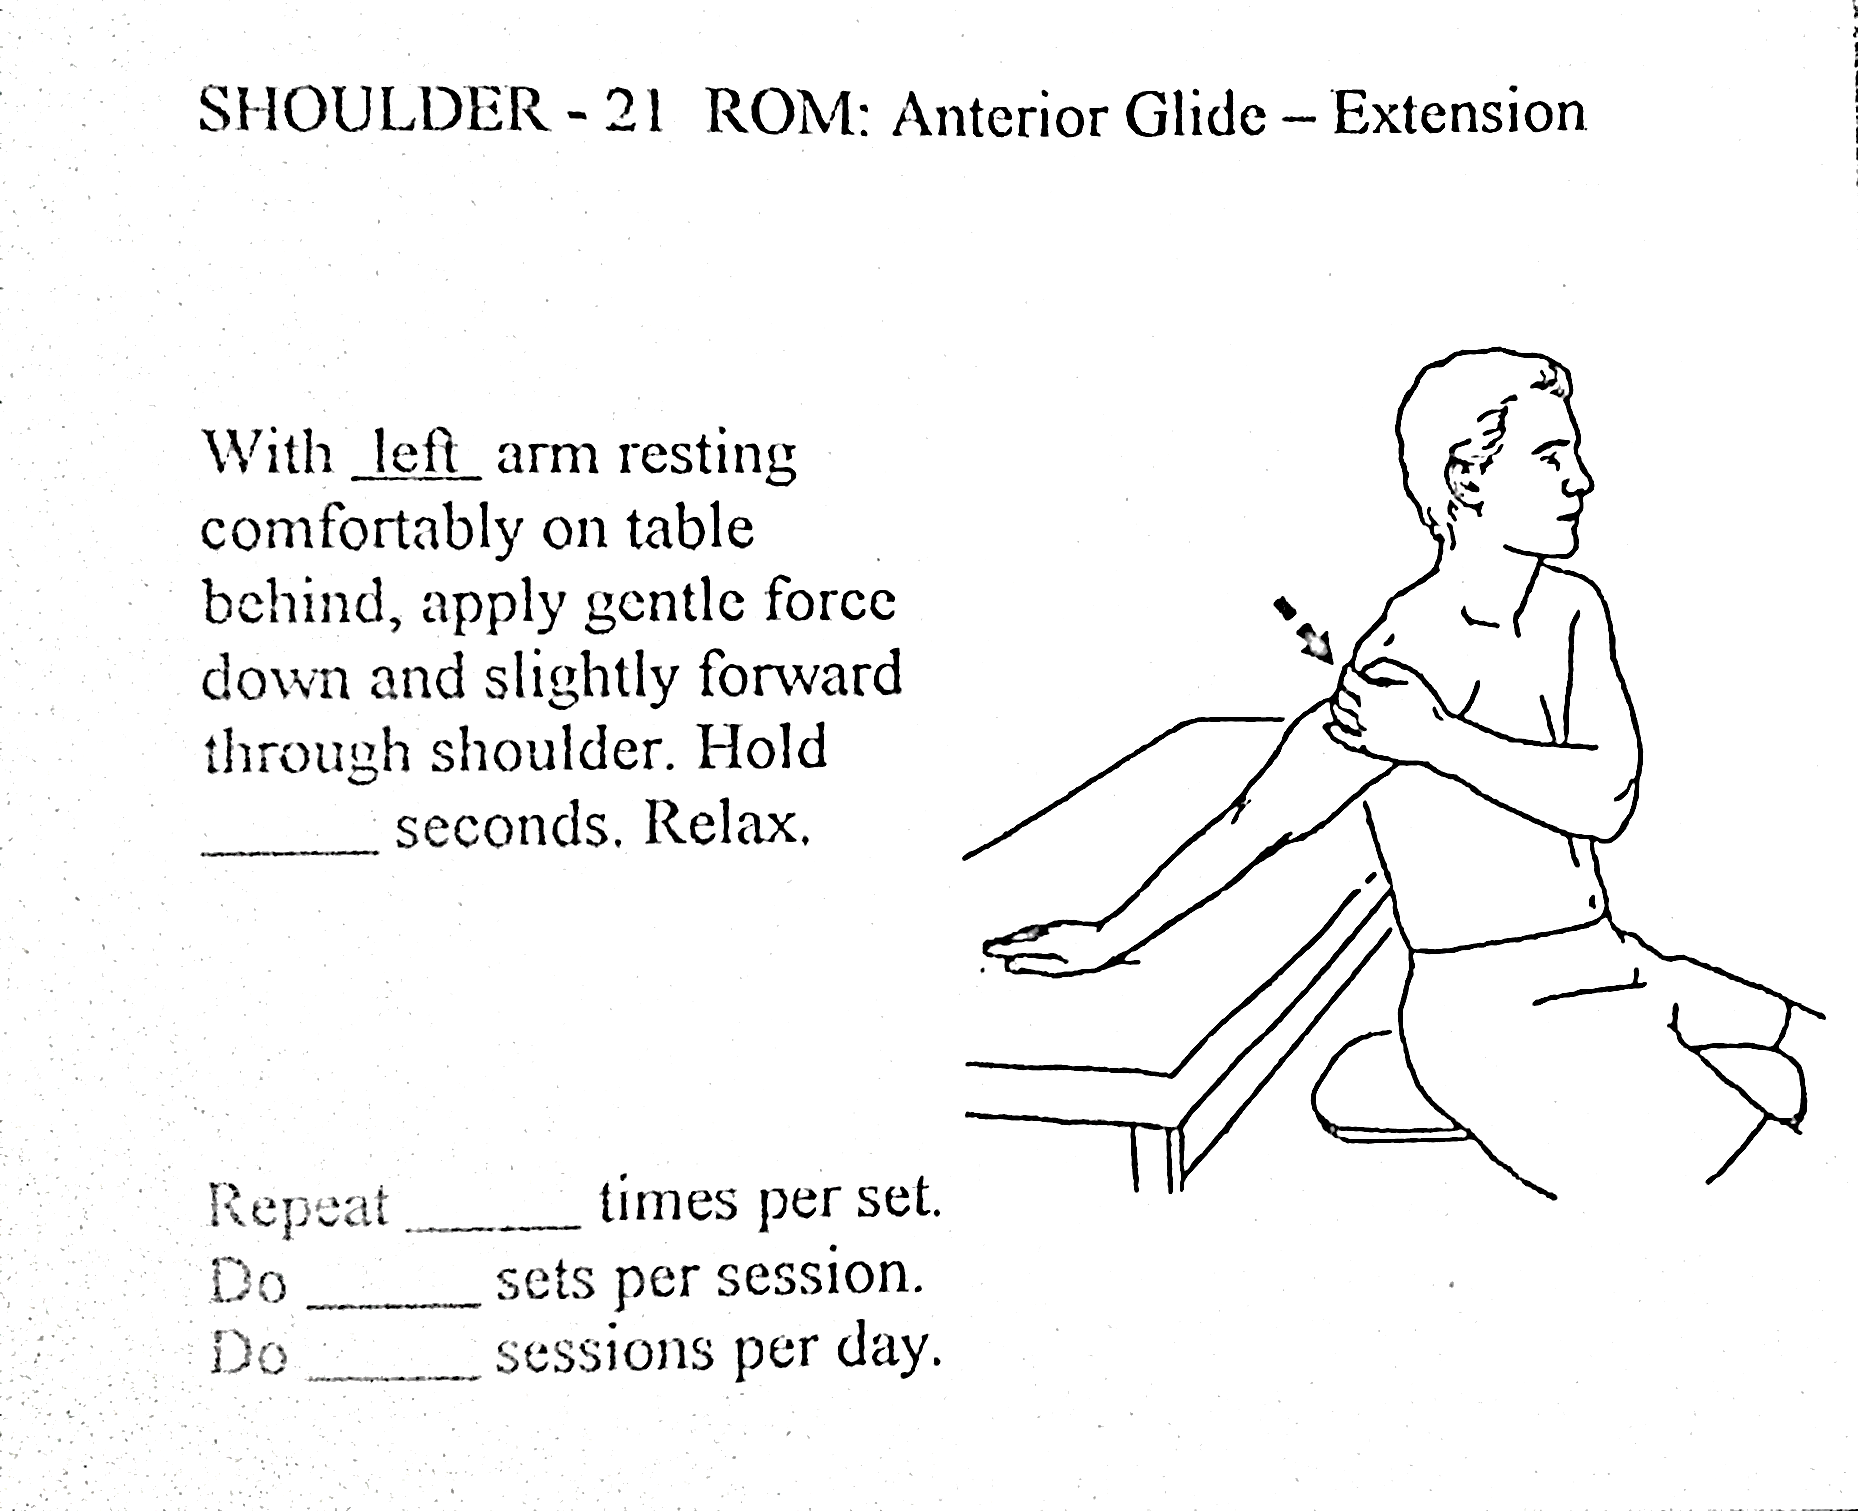 SHOULDER - 21 ROM: Anterior Glide – Extension
With left arm resting
comfortably on table
behind, apply gentle force
down and slightly forward
through shoulder. Hold
______ seconds. Relax.
Repeat ______ times per set.
Do ______ sets per session.
Do ______ sessions per day.